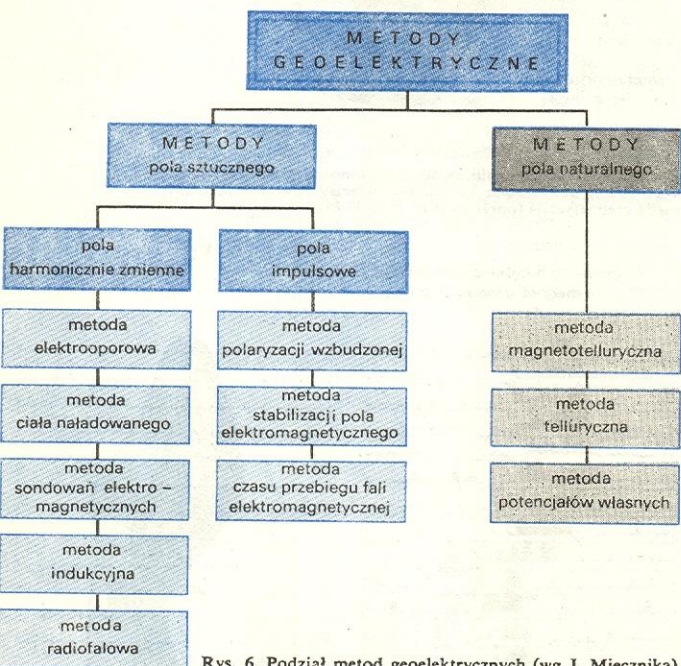 METODY
GEOELEKTRYCZNE
METODY
pola sztucznego
METODY
pola naturalnego
pola
harmonicznie zmienne
pola
impulsowe
metoda
elektrooporowa
metoda
polaryzacji wzbudzonej
metoda
magnetotelluryczna
metoda
ciała naładowanego
metoda
stabilizacji pola
elektromagnetycznego
metoda
telluryczna
metoda
sondowań elektro –
magnetycznych
metoda
czasu przebiegu fali
elektromagnetycznej
metoda
potencjałów własnych
metoda
indukcyjna
metoda
radiofalowa
Rys. 6. Podział metod geoelektrycznych (wg J. Miecznika)